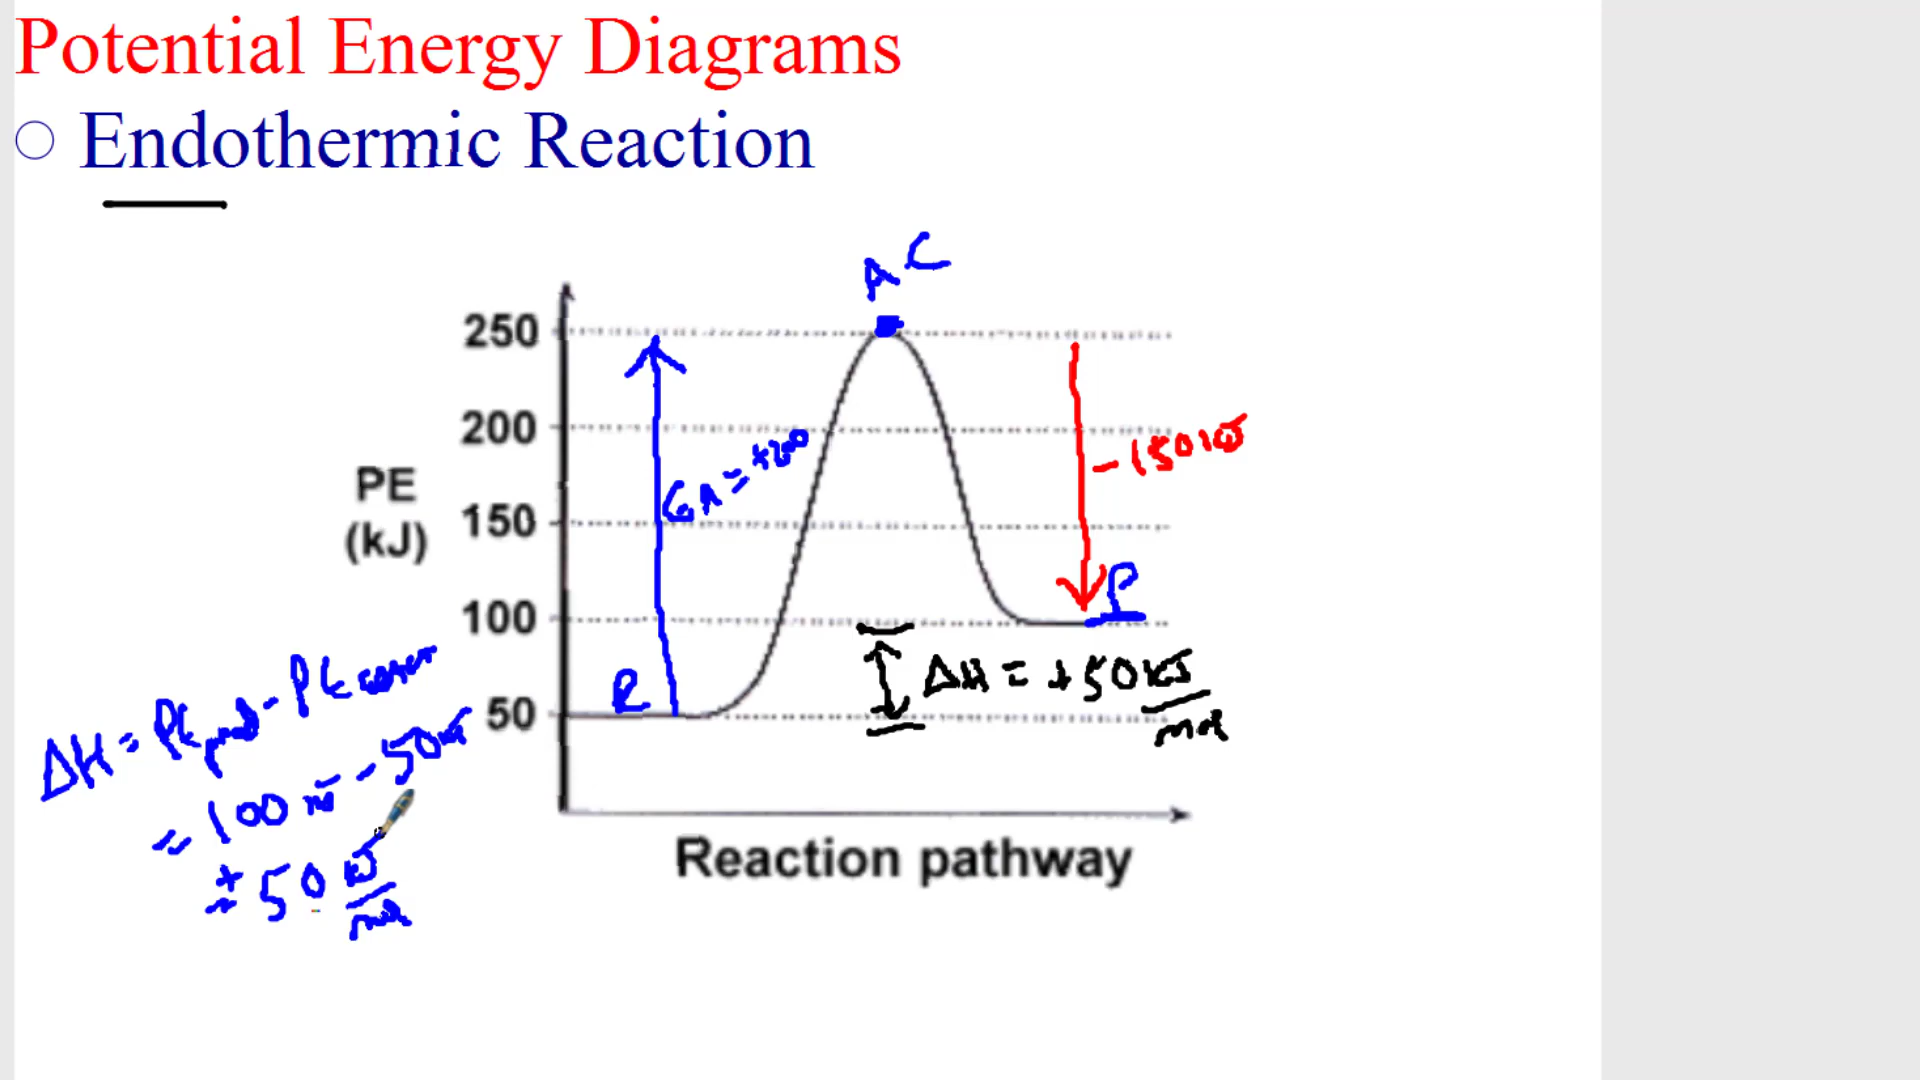 Potential Energy Diagrams
Endothermic Reaction
AC
250
200
-150 kJ
PE
(kJ)
EA = +200
150
P
100
R
ΔH = +50 kJ/mol
50
ΔH = PE prod - PE
= 100 kJ - 50 kJ
= +50 kJ/mol
Reaction pathway